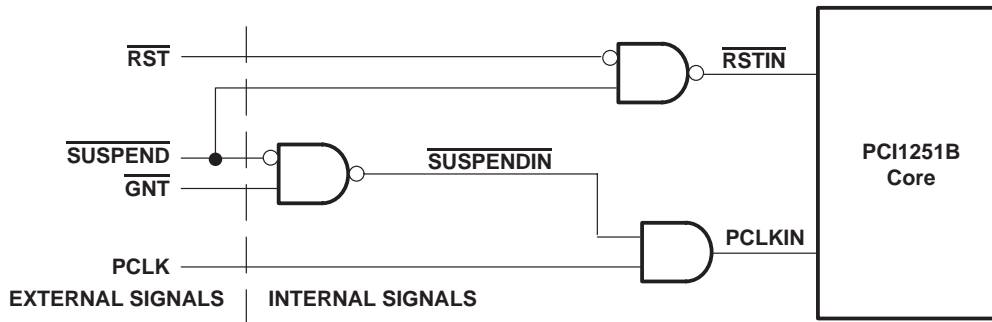 RST
RSTIN
SUSPEND
SUSPENDIN
GNT
PCI1251B
Core
PCLKIN
PCLK
EXTERNAL SIGNALS
INTERNAL SIGNALS